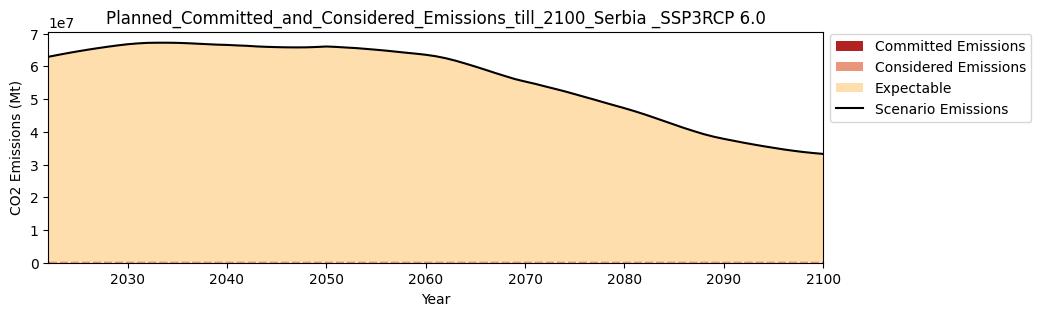 Planned_Committed_and_Considered_Emissions_till_2100_Serbia _SSP3RCP 6.0
1e7
7
6
5
4
3
2
1
0
CO2 Emissions (Mt)
2030 2040 2050 2060 2070 2080 2090 2100
Year
Committed Emissions
Considered Emissions
Expectable
Scenario Emissions